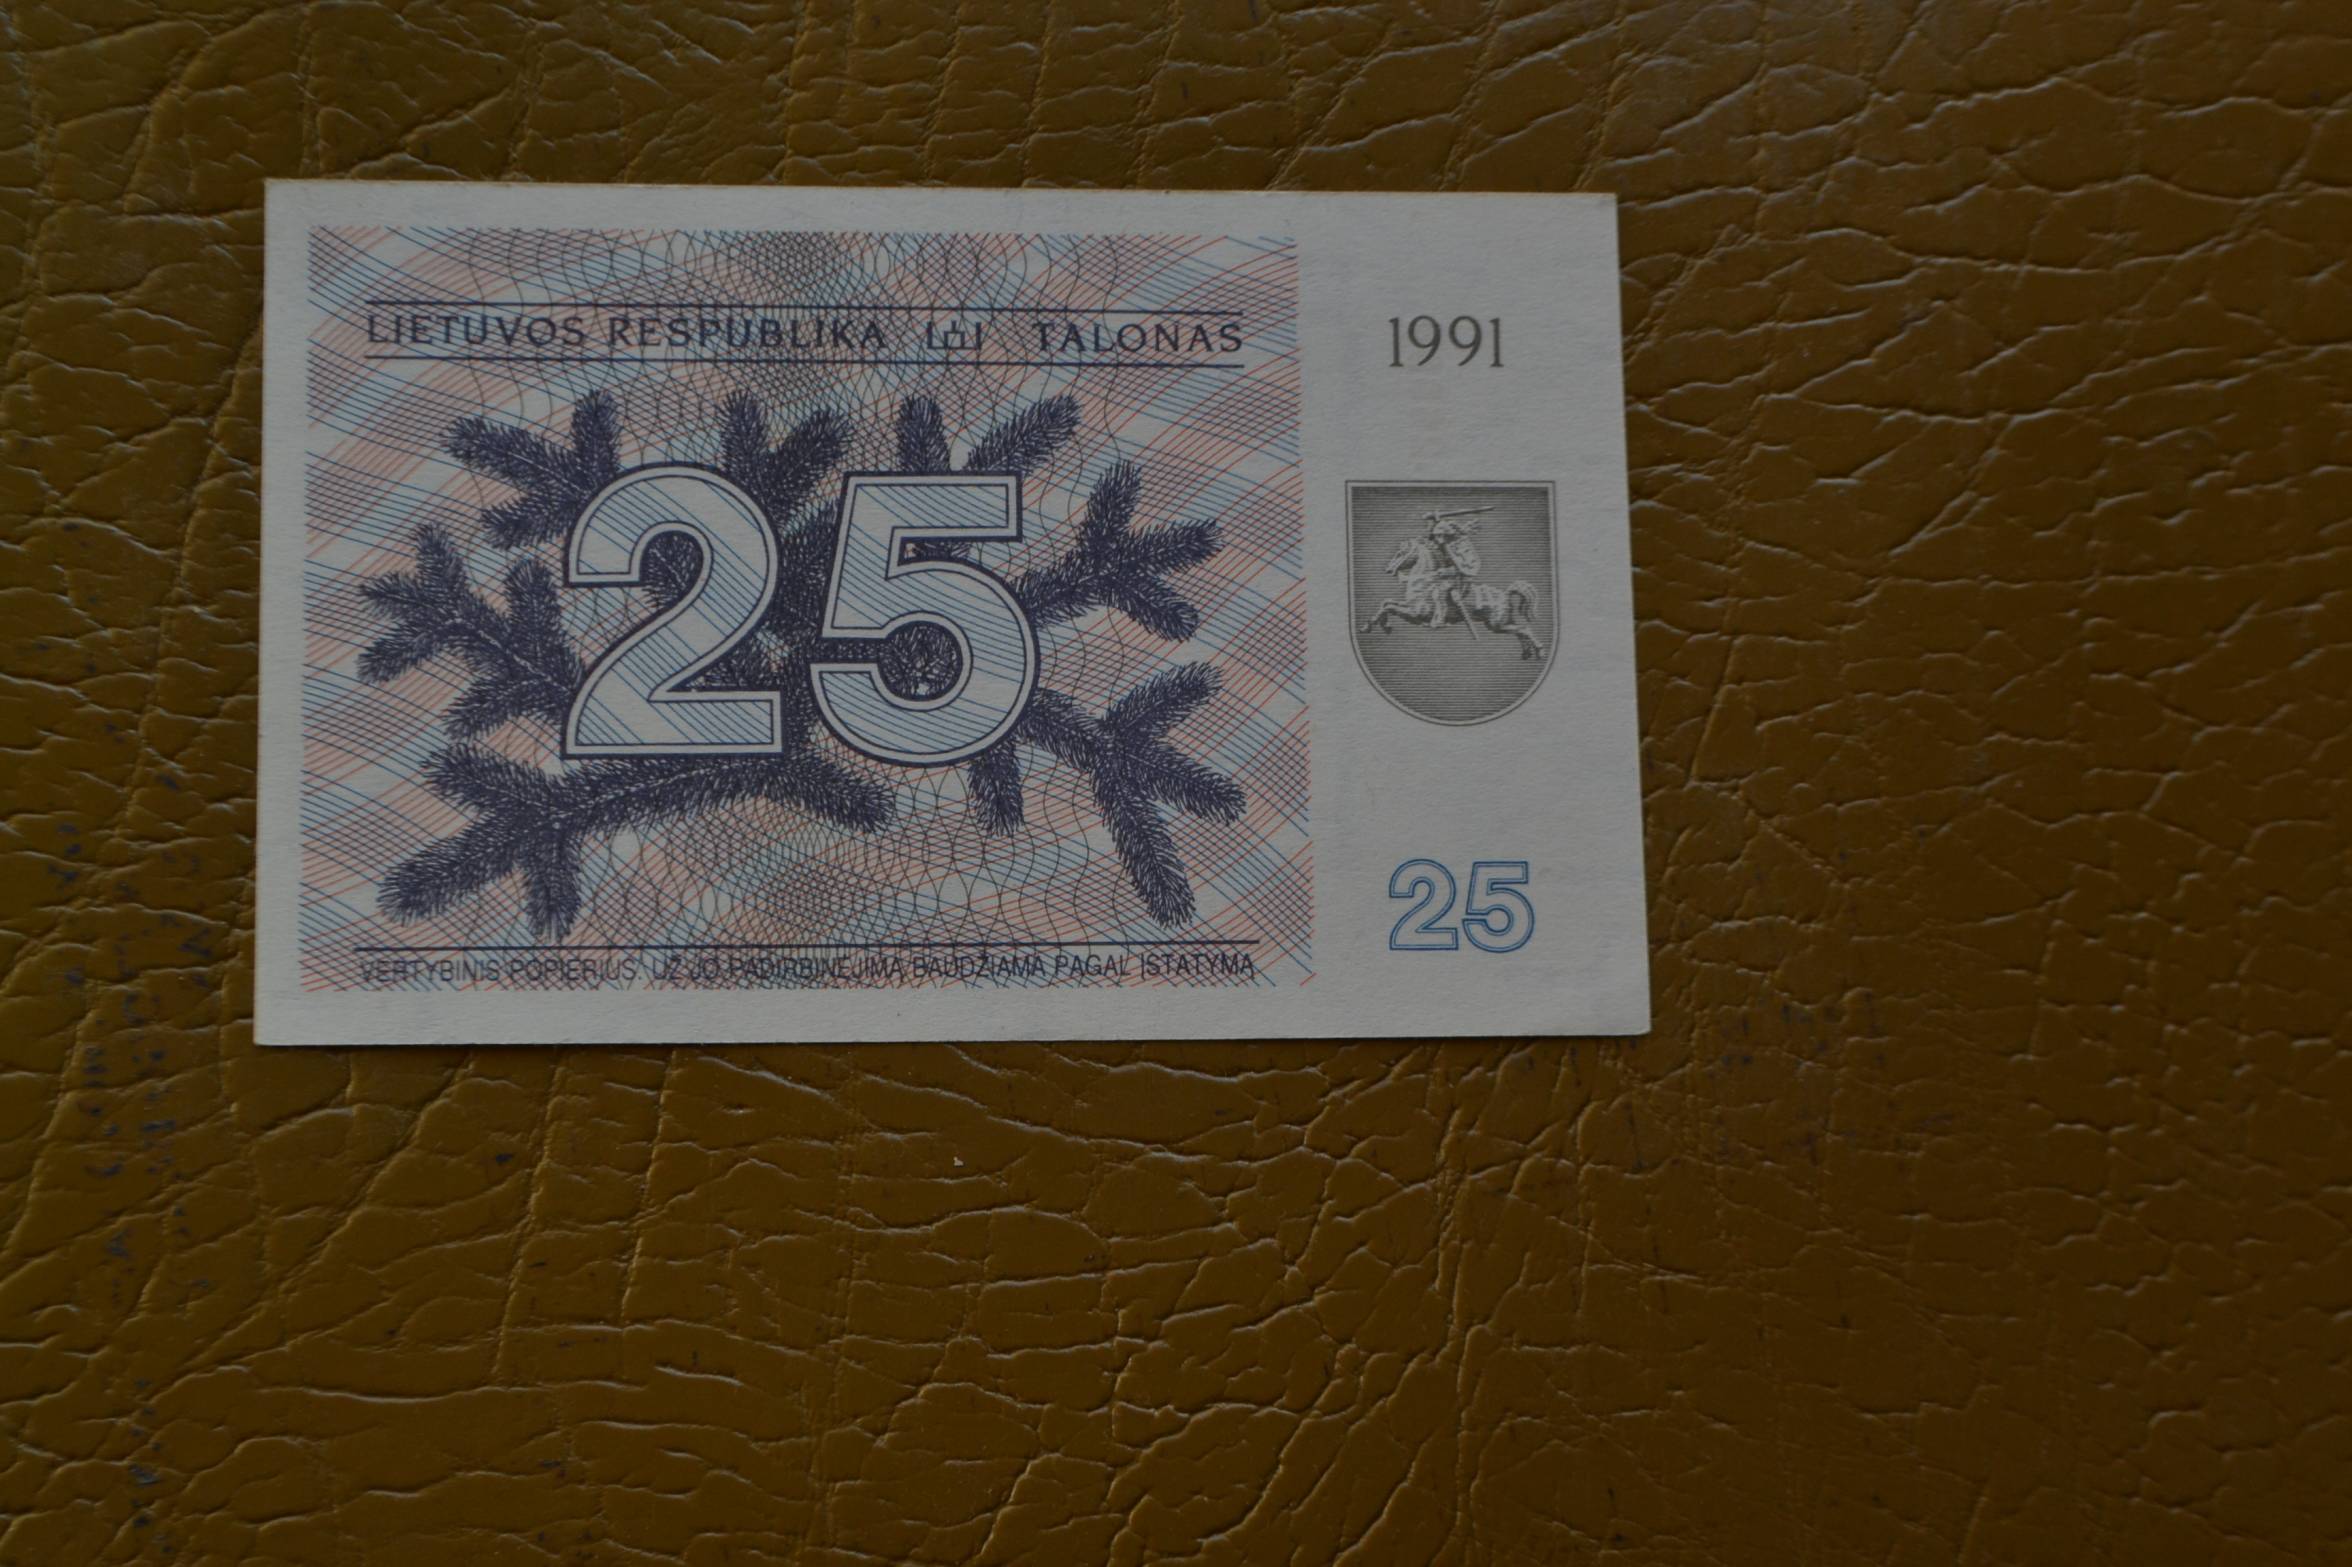 LIETUVOS RESPUBLIKA TALONAS
1991
25
25
VERTYBINIS POPIERIUS. UŽ JO PADIRBINĖJIMĄ BAUDŽIAMA PAGAL ĮSTATYMĄ